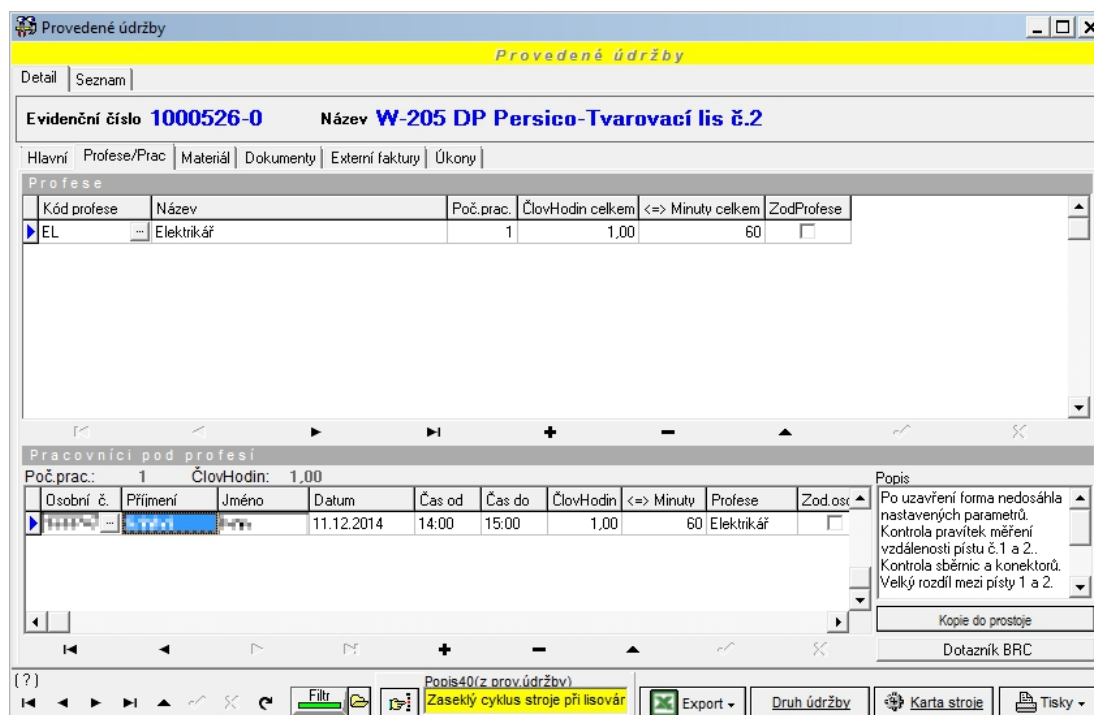 Provedené údržby
Provedené údržby
Detail Seznam
Evidenční číslo 1000526-0 Název W-205 DP Persico-Tvarovací lis č.2
Hlavní Profese/Prac Materiál Dokumenty Externí faktury Úkony
Profese
Kód profese Název Poč.prac. ČlovHodin celkem <=> Minuty celkem ZodProfese
EL ... Elektrikář 1 1,00 60
Pracovníci pod profesí
Poč.prac.: 1 ČlovHodin: 1,00
Osobní č. Příjmení Jméno Datum Čas od Čas do ČlovHodin <=> Minuty Profese Zod.oso
... 11.12.2014 14:00 15:00 1,00 60 Elektrikář
Popis
Po uzavření forma nedosáhla
nastavených parametrů.
Kontrola pravítek měření
vzdálenosti pístu č.1 a 2..
Kontrola sběrnic a konektorů.
Velký rozdíl mezi písty 1 a 2.
Kopie do prostoje
Dotazník BRC
(?)
Filtr
Popis40(z prov.údržby)
Zaseklý cyklus stroje při lisován
Export
Druh údržby
Karta stroje
Tisky